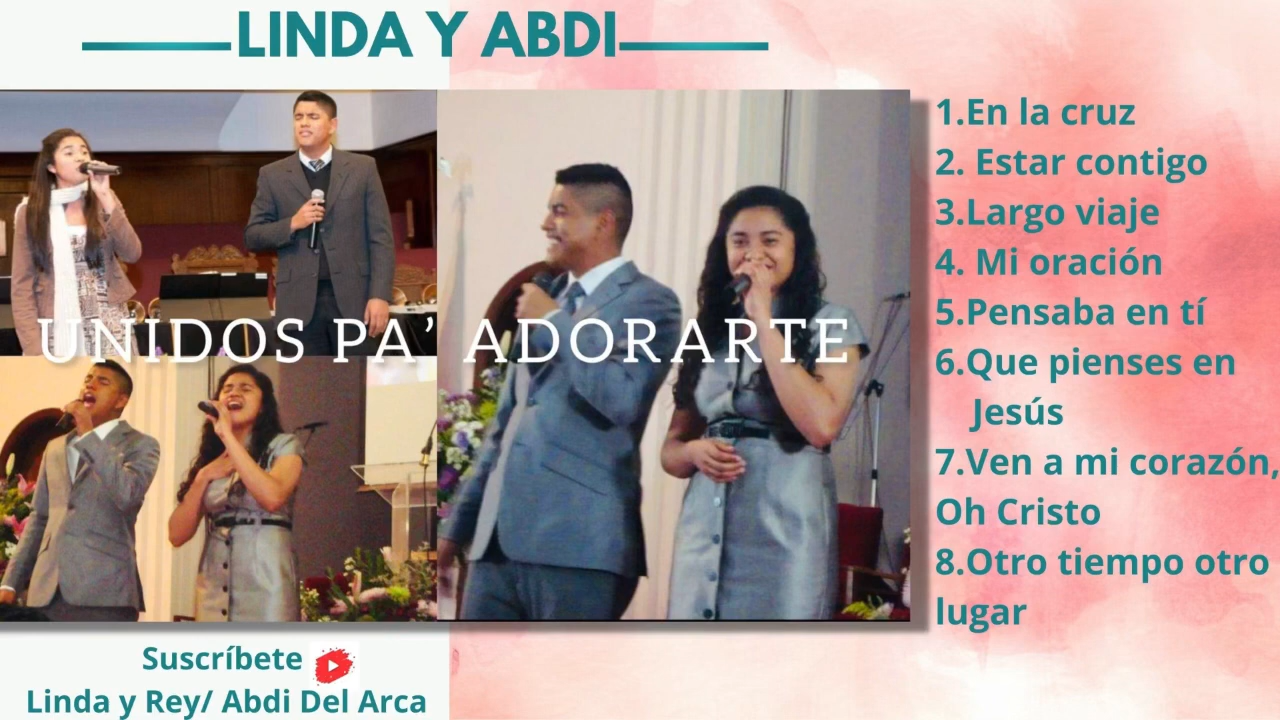 LINDA Y ABDI
UNIDOS PA' ADORARTE
1.En la cruz
2. Estar contigo
3.Largo viaje
4. Mi oración
5.Pensaba en tí
6.Que pienses en
Jesús
7.Ven a mi corazón,
Oh Cristo
8.Otro tiempo otro
lugar
Suscríbete
Linda y Rey/ Abdi Del Arca